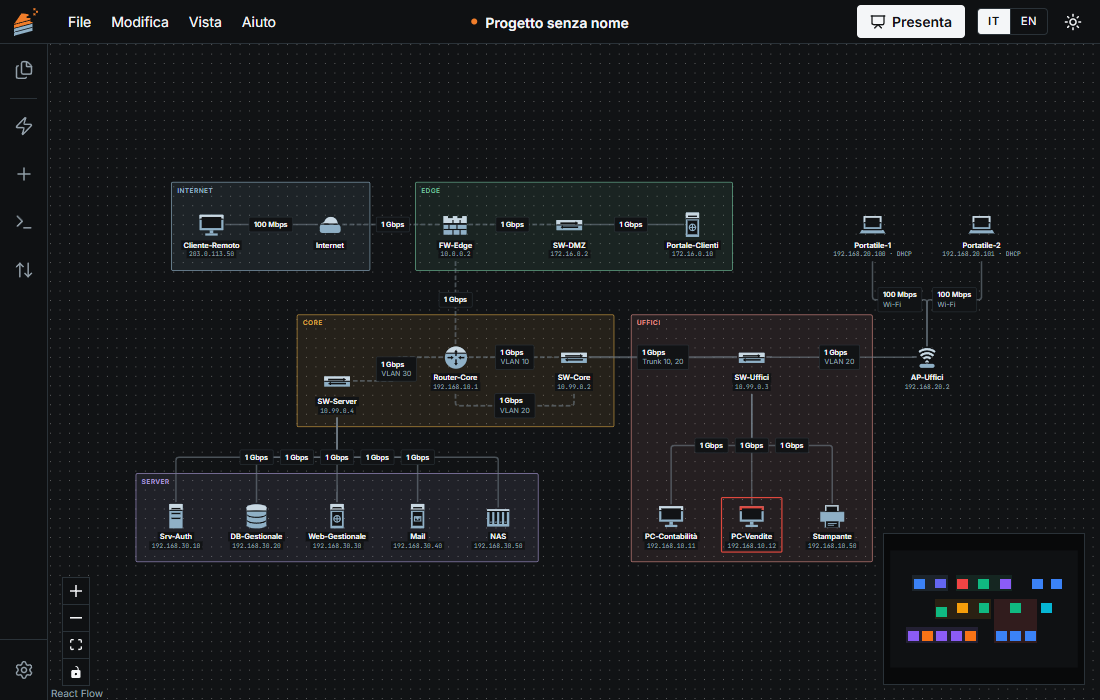 File Modifica Vista Aiuto
Progetto senza nome
Presenta
IT EN
INTERNET
Cliente-Remoto
203.0.113.50
100 Mbps
Internet
1 Gbps
EDGE
FW-Edge
10.0.0.2
1 Gbps
SW-DMZ
172.16.0.2
1 Gbps
Portale-Clienti
172.16.0.10
Portatile-1
192.168.20.100 · DHCP
Portatile-2
192.168.20.101 · DHCP
100 Mbps
Wi-Fi
100 Mbps
Wi-Fi
1 Gbps
CORE
1 Gbps
VLAN 30
Router-Core
192.168.10.1
1 Gbps
VLAN 10
SW-Core
10.99.0.2
SW-Server
10.99.0.4
1 Gbps
VLAN 20
UFFICI
1 Gbps
Trunk 10, 20
SW-Uffici
10.99.0.3
1 Gbps
VLAN 20
AP-Uffici
192.168.20.2
1 Gbps 1 Gbps 1 Gbps
1 Gbps 1 Gbps 1 Gbps 1 Gbps 1 Gbps
SERVER
Srv-Auth
192.168.30.10
DB-Gestionale
192.168.30.20
Web-Gestionale
192.168.30.30
Mail
192.168.30.40
NAS
192.168.30.50
PC-Contabilità
192.168.10.11
PC-Vendite
192.168.10.12
Stampante
192.168.10.50
React Flow